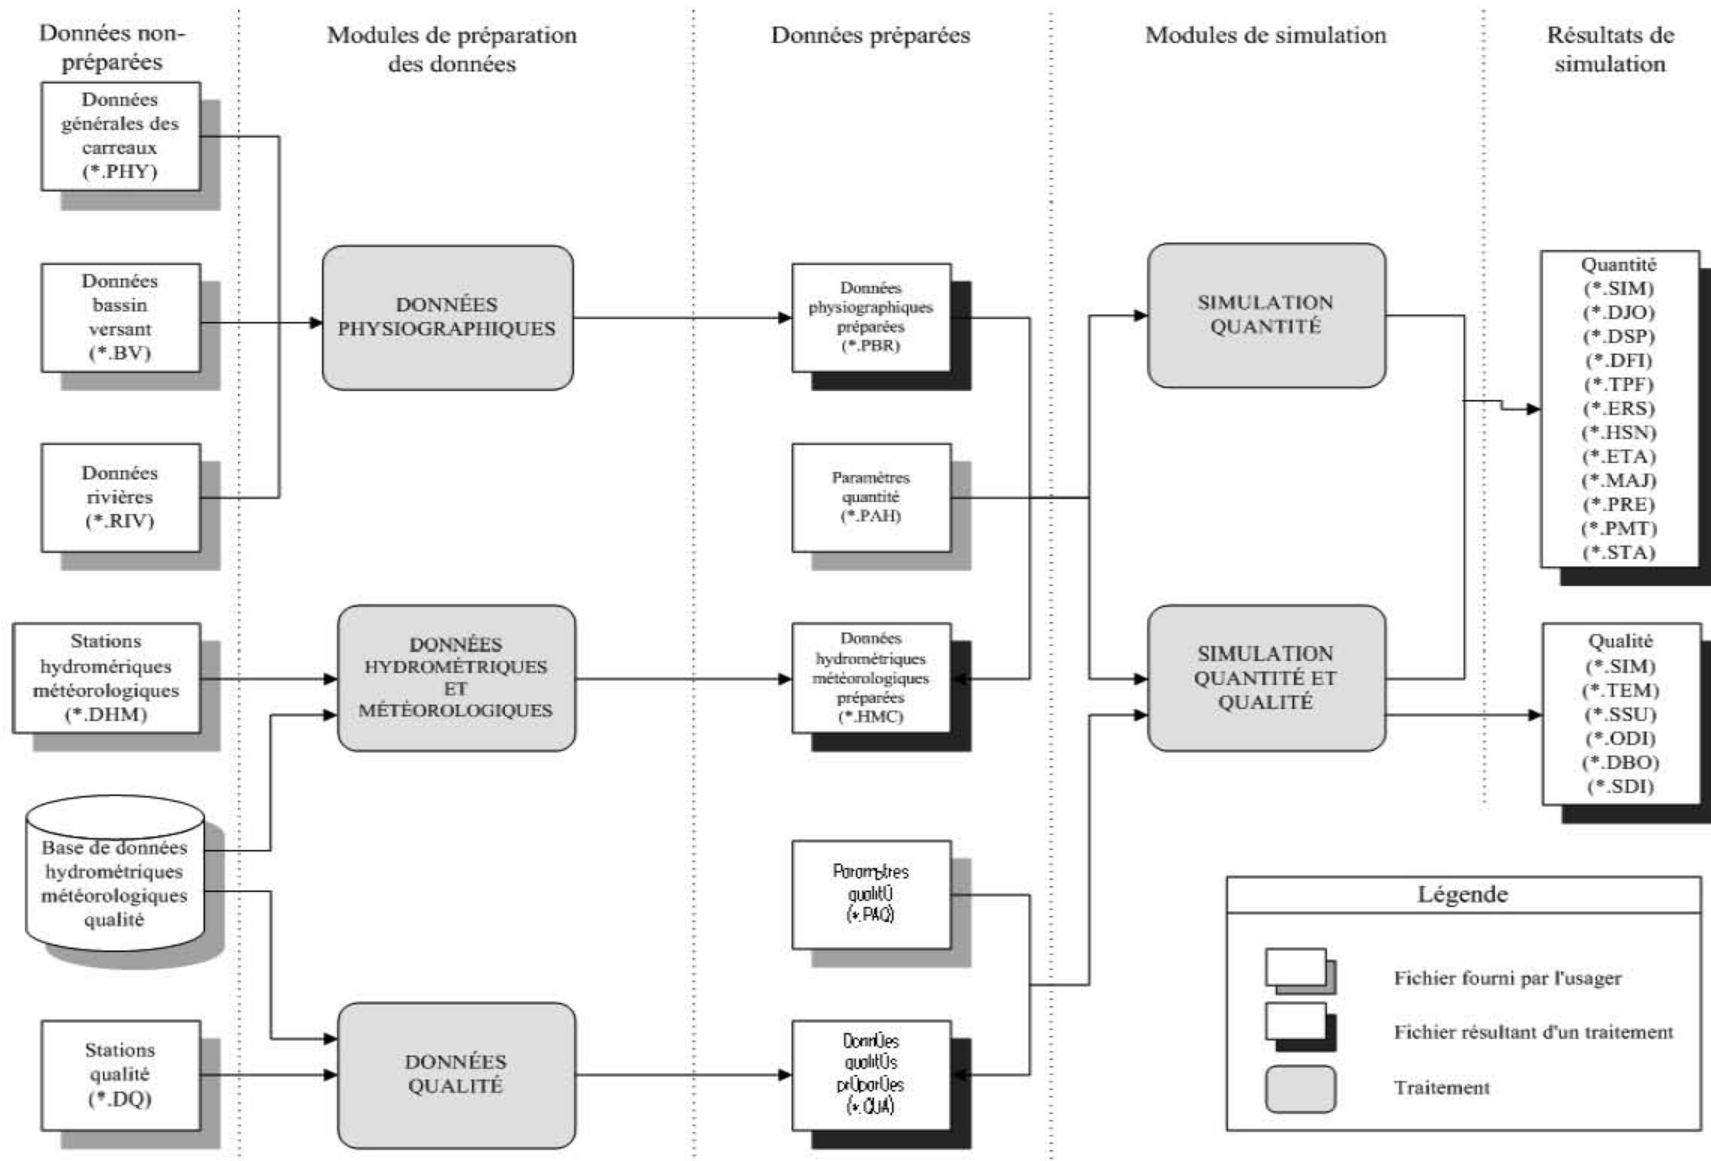 Données non-
préparées
Modules de préparation
des données
Données préparées
Modules de simulation
Résultats de
simulation
Données
générales des
carreaux
(*.PHY)
Données
bassin
versant
(*.BV)
Données
rivières
(*.RIV)
Stations
hydromériques
météorologiques
(*.DHM)
Base de données
hydrométriques
météorologiques
qualité
Stations
qualité
(*.DQ)
DONNÉES
PHYSIOGRAPHIQUES
DONNÉES
HYDROMÉTRIQUES
ET
MÉTÉOROLOGIQUES
DONNÉES
QUALITÉ
Données
physiographiques
préparées
(*.PBR)
Paramètres
quantité
(*.PAH)
Données
hydrométriques
météorologiques
préparées
(*.HMC)
(*.PAQ)
(*.QUA)
SIMULATION
QUANTITÉ
SIMULATION
QUANTITÉ ET
QUALITÉ
Quantité
(*.SIM)
(*.DJO)
(*.DSP)
(*.DFI)
(*.TPF)
(*.ERS)
(*.HSN)
(*.ETA)
(*.MAJ)
(*.PRE)
(*.PMT)
(*.STA)
Qualité
(*.SIM)
(*.TEM)
(*.SSU)
(*.ODI)
(*.DBO)
(*.SDI)
Légende
Fichier fourni par l'usager
Fichier résultant d'un traitement
Traitement